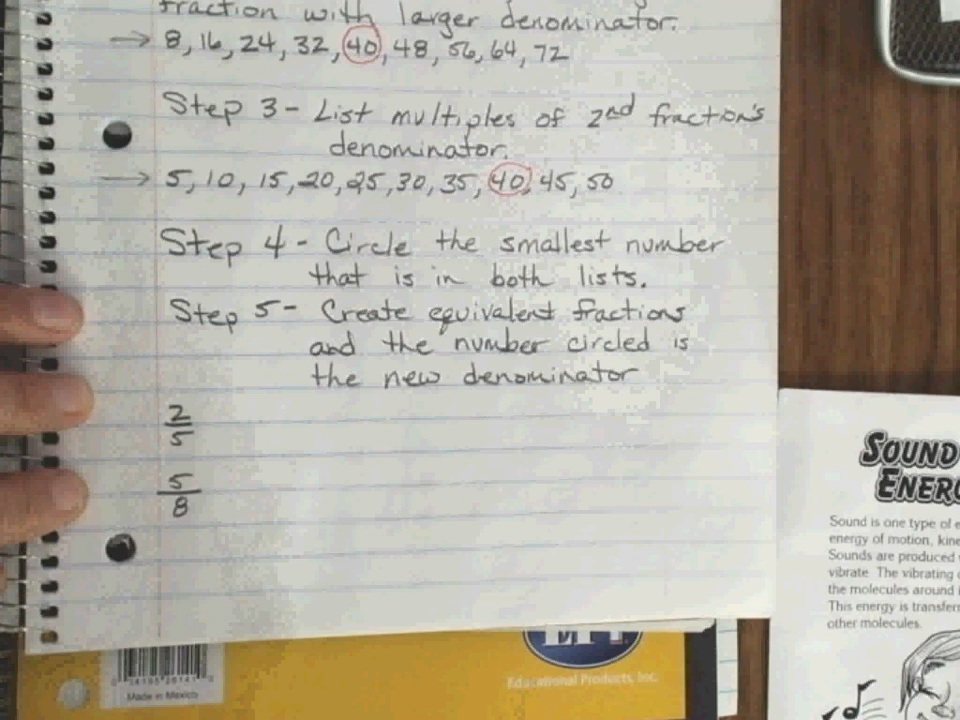 fraction with larger denominator.
→ 8, 16, 24, 32, 40, 48, 56, 64, 72
Step 3 - List multiples of 2nd fraction's
denominator.
→ 5, 10, 15, 20, 25, 30, 35, 40, 45, 50
Step 4 - Circle the smallest number
that is in both lists.
Step 5 - Create equivalent fractions
and the number circled is
the new denominator
2
5
5
8
SOUND
ENERG
Sound is one type of e
energy of motion, kine
Sounds are produced
vibrate. The vibrating
the molecules around
This energy is transfer
other molecules.
Made in Mexico
Educational Products, Inc.